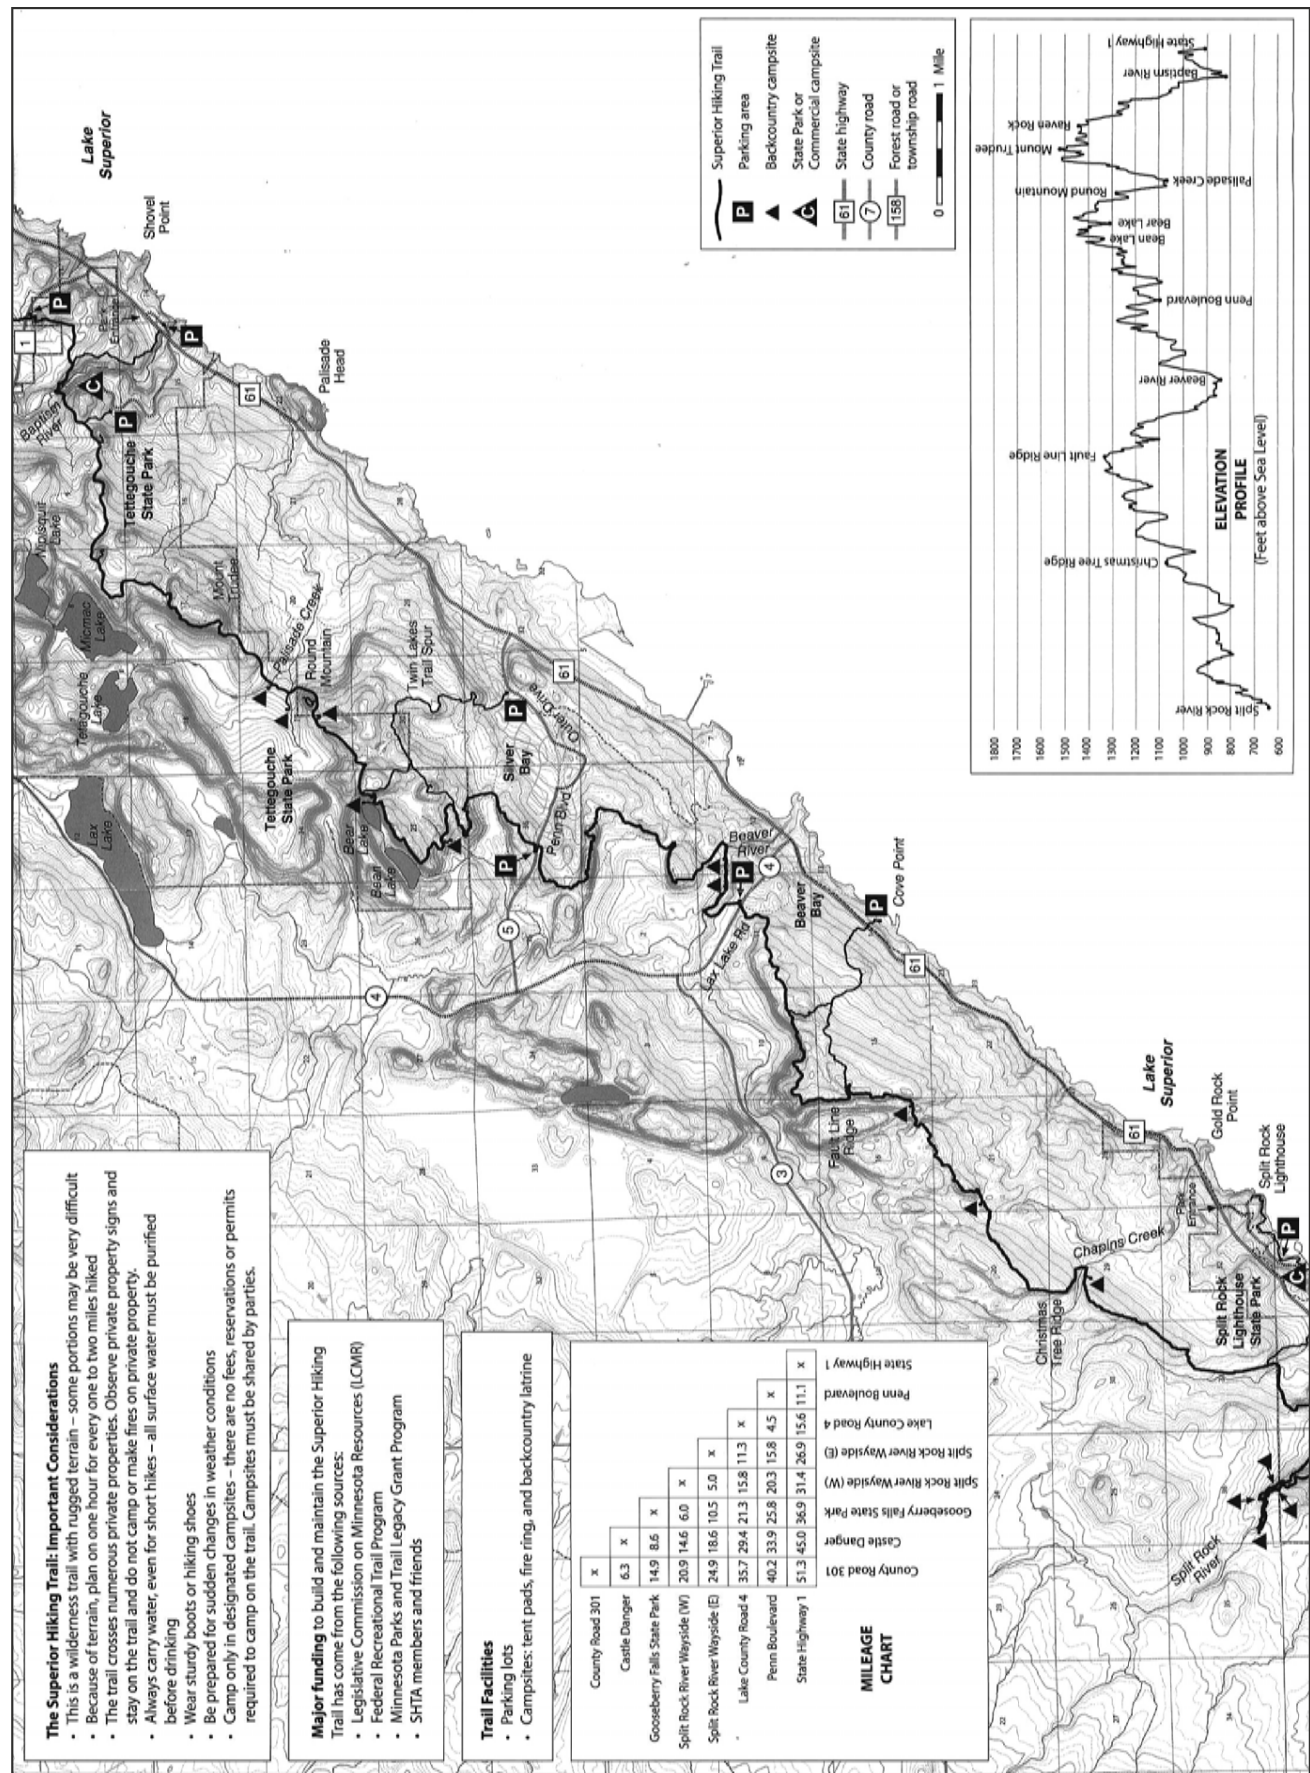 The Superior Hiking Trail: Important Considerations
• This is a wilderness trail with rugged terrain – some portions may be very difficult
• Because of terrain, plan on one hour for every one to two miles hiked
• The trail crosses numerous private properties. Observe private property signs and
stay on the trail and do not camp or make fires on private property.
• Always carry water, even for short hikes – all surface water must be purified
before drinking
• Wear sturdy boots or hiking shoes
• Be prepared for sudden changes in weather conditions
• Camp only in designated campsites – there are no fees, reservations or permits
required to camp on the trail. Campsites must be shared by parties.
Major funding to build and maintain the Superior Hiking
Trail has come from the following sources:
• Legislative Commission on Minnesota Resources (LCMR)
• Federal Recreational Trail Program
• Minnesota Parks and Trail Legacy Grant Program
• SHTA members and friends
Trail Facilities
• Parking lots
• Campsites: tent pads, fire ring, and backcountry latrine
County Road 301 x
Castle Danger 6.3 x
Gooseberry Falls State Park 14.9 8.6 x
Split Rock River Wayside (W) 20.9 14.6 6.0 x
Split Rock River Wayside (E) 24.9 18.6 10.5 5.0 x
Lake County Road 4 35.7 29.4 21.3 15.8 11.3 x
Penn Boulevard 40.2 33.9 25.8 20.3 15.8 4.5 x
State Highway 1 51.3 45.0 36.9 31.4 26.9 15.6 11.1 x
County Road 301
Castle Danger
Gooseberry Falls State Park
Split Rock River Wayside (W)
Split Rock River Wayside (E)
Lake County Road 4
Penn Boulevard
State Highway 1
MILEAGE
CHART
Lax
Lake
Tettegouche
Lake
Micmac
Lake
Nipisquit
Lake
Baptism
River
1
P
C
P
Park
Entrance
P
Shovel
Point
Lake
Superior
Tettegouche
State Park
61
Palisade
Head
Mount
Trudee
Palisade Creek
Round
Mountain
Tettegouche
State Park
Twin Lakes
Trail Spur
Bear
Lake
Bean
Lake
4
5
P
Silver
Bay
P
Outer Drive
Penn Blvd
61
Lax Lake Rd
Beaver
River
P
4
Beaver
Bay
P
Cove Point
61
3
Fault Line
Ridge
Christmas
Tree Ridge
Chapins Creek
61
Lake
Superior
Gold Rock
Point
Park
Entrance
Split Rock
Lighthouse
Split Rock
Lighthouse
State Park
P
C
Split Rock
River
Superior Hiking Trail
P Parking area
Backcountry campsite
C State Park or
Commercial campsite
61 State highway
7 County road
158 Forest road or
township road
0 1 Mile
1800
1700
1600
1500
1400
1300
1200
1100
1000
900
800
700
600
Split Rock River
Christmas Tree Ridge
Fault Line Ridge
Beaver River
Penn Boulevard
Bean Lake
Bear Lake
Round Mountain
Palisade Creek
Mount Trudee
Raven Rock
Baptism River
State Highway 1
ELEVATION
PROFILE
(Feet above Sea Level)